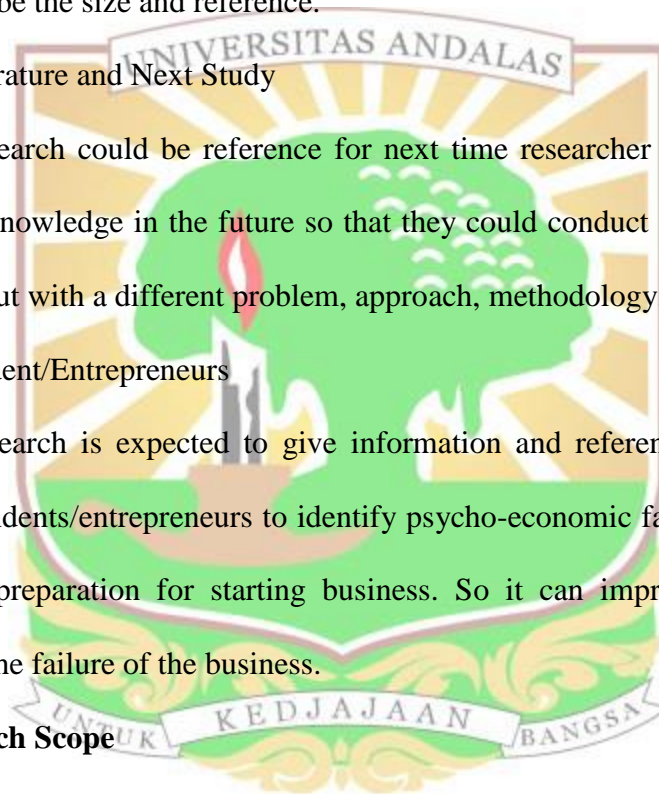 be the size and reference.
UNIVERSITAS ANDALAS
rature and Next Study
earch could be reference for next time researcher
nowledge in the future so that they could conduct
ut with a different problem, approach, methodology
dent/Entrepreneurs
earch is expected to give information and referen
idents/entrepreneurs to identify psycho-economic fa
preparation for starting business. So it can impr
he failure of the business.
UNTUK KEDJAJAAN BANGSA
ch Scope